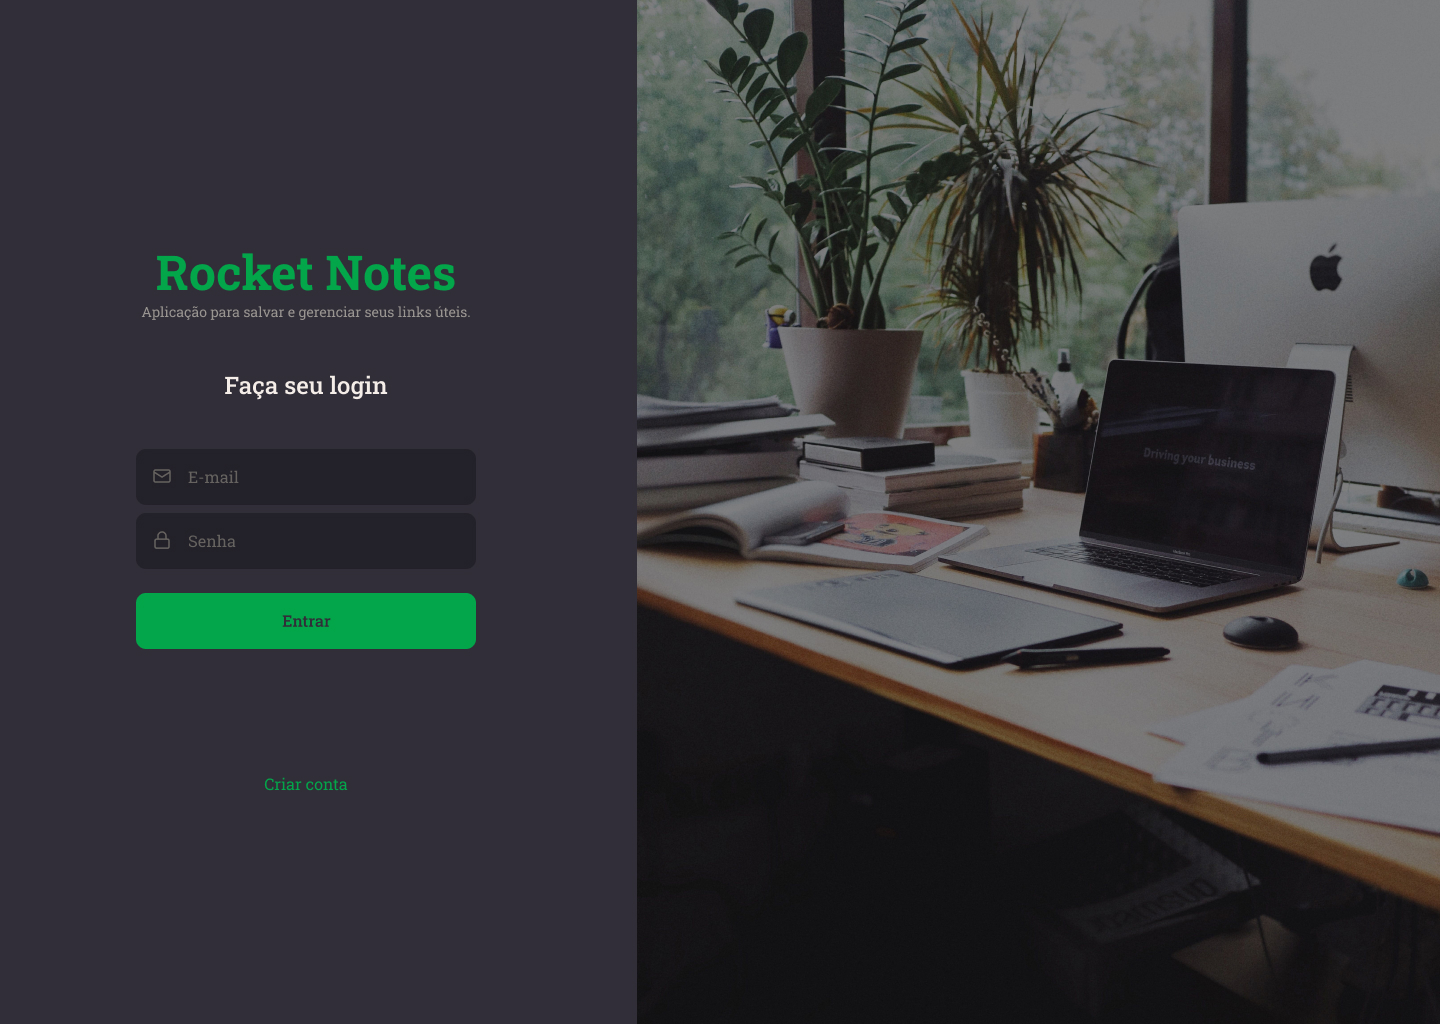 Rocket Notes
Aplicação para salvar e gerenciar seus links úteis.
Faça seu login
E-mail
Senha
Entrar
Criar conta
Driving your business